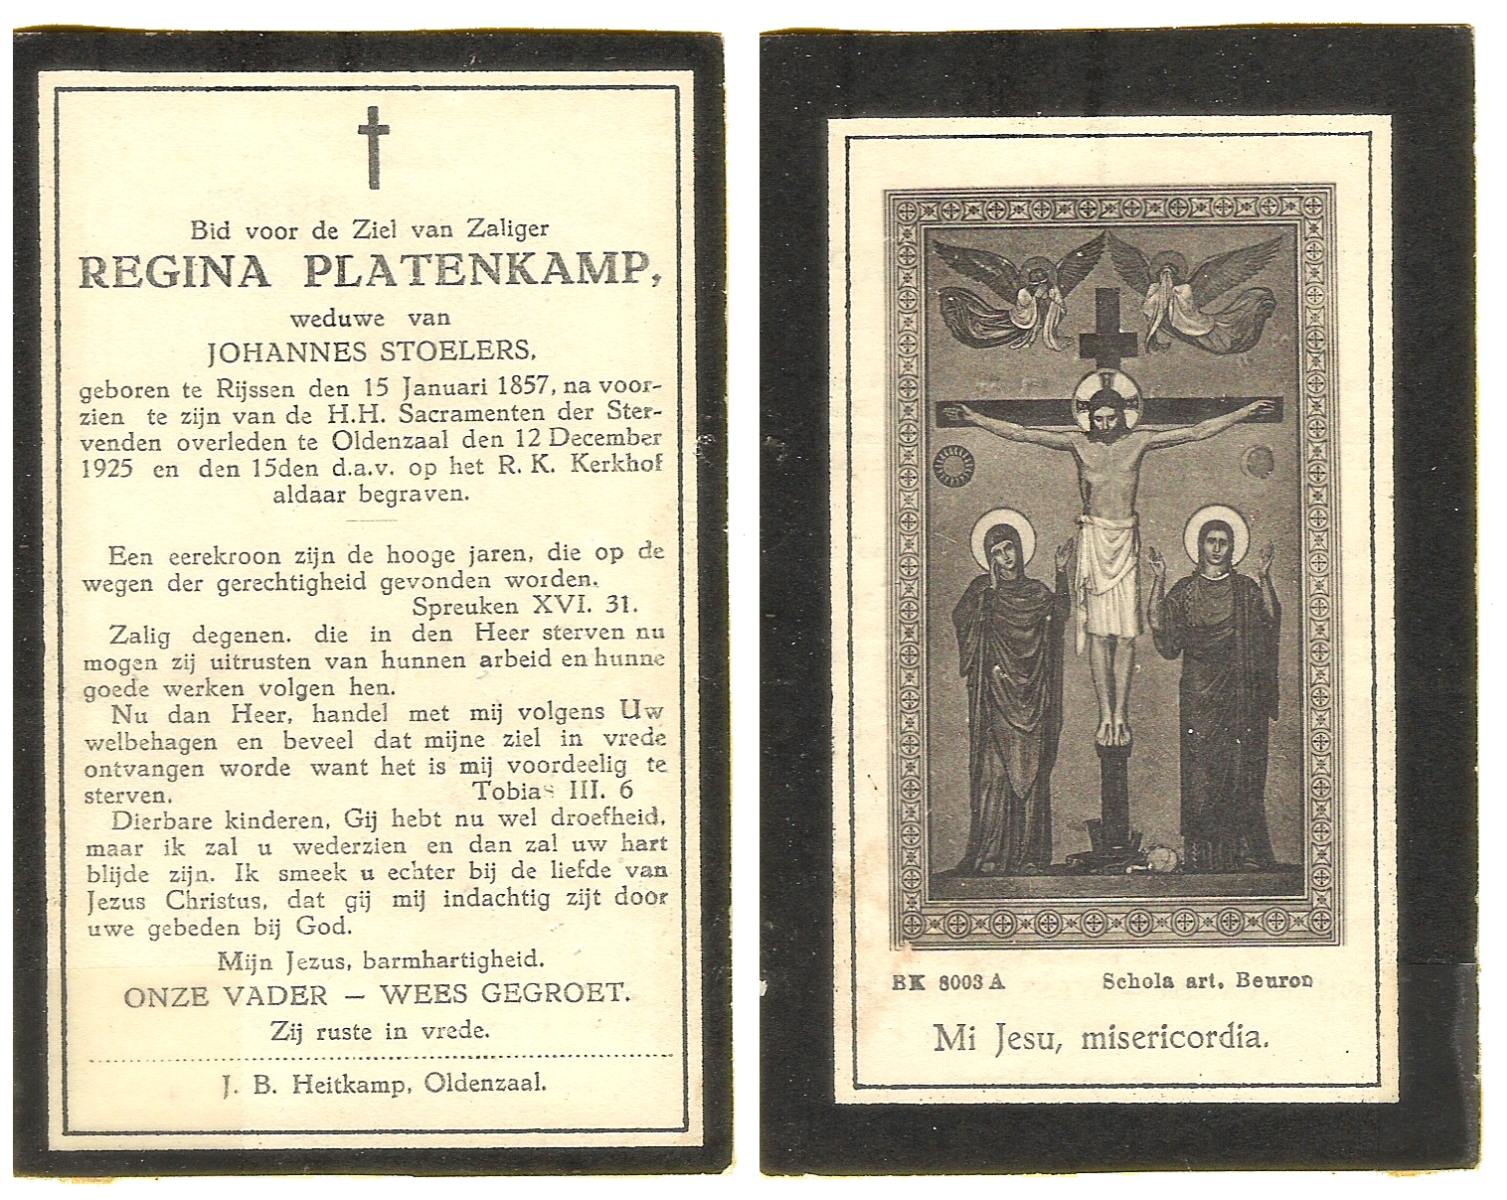 Bid voor de Ziel van Zaliger
REGINA PLATENKAMP,
weduwe van
JOHANNES STOELERS,
geboren te Rijssen den 15 Januari 1857, na voor-
zien te zijn van de H.H. Sacramenten der Ster-
venden overleden te Oldenzaal den 12 December
1925 en den 15den d.a.v. op het R. K. Kerkhof
aldaar begraven.
Een eerekroon zijn de hooge jaren, die op de
wegen der gerechtigheid gevonden worden.
Spreuken XVI. 31.
Zalig degenen. die in den Heer sterven nu
mogen zij uitrusten van hunnen arbeid en hunne
goede werken volgen hen.
Nu dan Heer, handel met mij volgens Uw
welbehagen en beveel dat mijne ziel in vrede
ontvangen worde want het is mij voordeelig te
sterven. Tobias III. 6
Dierbare kinderen, Gij hebt nu wel droefheid,
maar ik zal u wederzien en dan zal uw hart
blijde zijn. Ik smeek u echter bij de liefde van
Jezus Christus, dat gij mij indachtig zijt door
uwe gebeden bij God.
Mijn Jezus, barmhartigheid.
ONZE VADER — WEES GEGROET.
Zij ruste in vrede.
J. B. Heitkamp, Oldenzaal.
BK 8003 A Schola art. Beuron
Mi Jesu, misericordia.